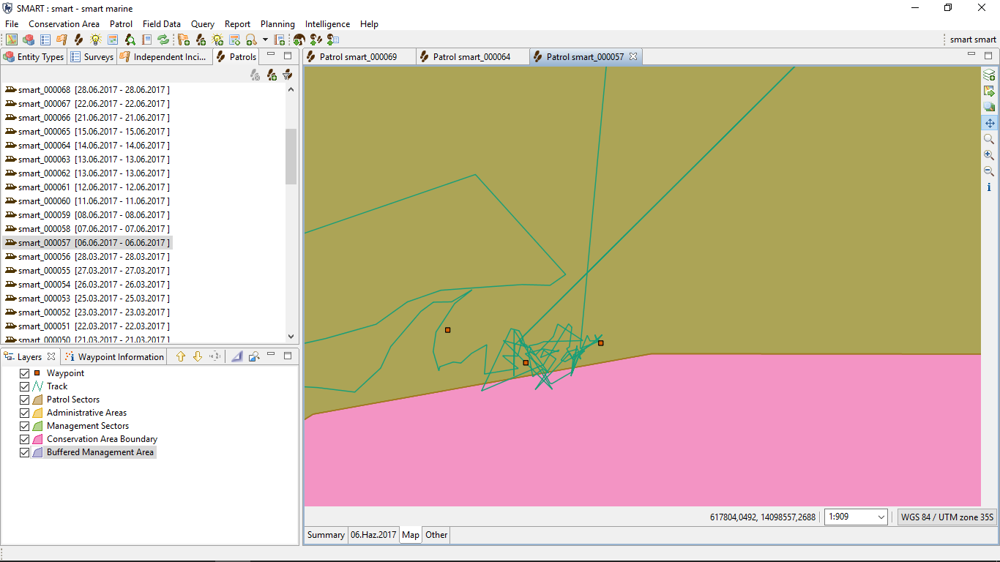 SMART : smart - smart marine
File Conservation Area Patrol Field Data Query Report Planning Intelligence Help
smart smart
Entity Types Surveys Independent Inci... Patrols
smart_000068 [28.06.2017 - 28.06.2017 ]
smart_000067 [22.06.2017 - 22.06.2017 ]
smart_000066 [21.06.2017 - 21.06.2017 ]
smart_000065 [15.06.2017 - 15.06.2017 ]
smart_000064 [14.06.2017 - 14.06.2017 ]
smart_000063 [13.06.2017 - 13.06.2017 ]
smart_000062 [13.06.2017 - 13.06.2017 ]
smart_000061 [12.06.2017 - 12.06.2017 ]
smart_000060 [11.06.2017 - 11.06.2017 ]
smart_000059 [08.06.2017 - 08.06.2017 ]
smart_000058 [07.06.2017 - 07.06.2017 ]
smart_000057 [06.06.2017 - 06.06.2017 ]
smart_000056 [28.03.2017 - 28.03.2017 ]
smart_000055 [27.03.2017 - 27.03.2017 ]
smart_000054 [26.03.2017 - 26.03.2017 ]
smart_000053 [25.03.2017 - 25.03.2017 ]
smart_000052 [23.03.2017 - 23.03.2017 ]
smart_000051 [22.03.2017 - 22.03.2017 ]
smart_000050 [21.03.2017 - 21.03.2017 ]
Layers Waypoint Information
Waypoint
Track
Patrol Sectors
Administrative Areas
Management Sectors
Conservation Area Boundary
Buffered Management Area
Patrol smart_000069 Patrol smart_000064 Patrol smart_000057
617804,0492, 14098557,2688 1:909 WGS 84 / UTM zone 35S
Summary 06.Haz.2017 Map Other